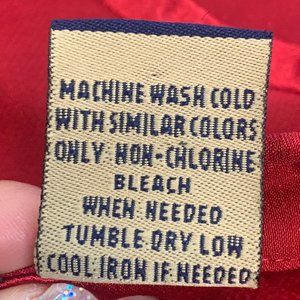 MACHINE WASH COLD
WITH SIMILAR COLORS
ONLY NON-CHLORINE
BLEACH
WHEN NEEDED
TUMBLE DRY LOW
COOL IRON IF NEEDED